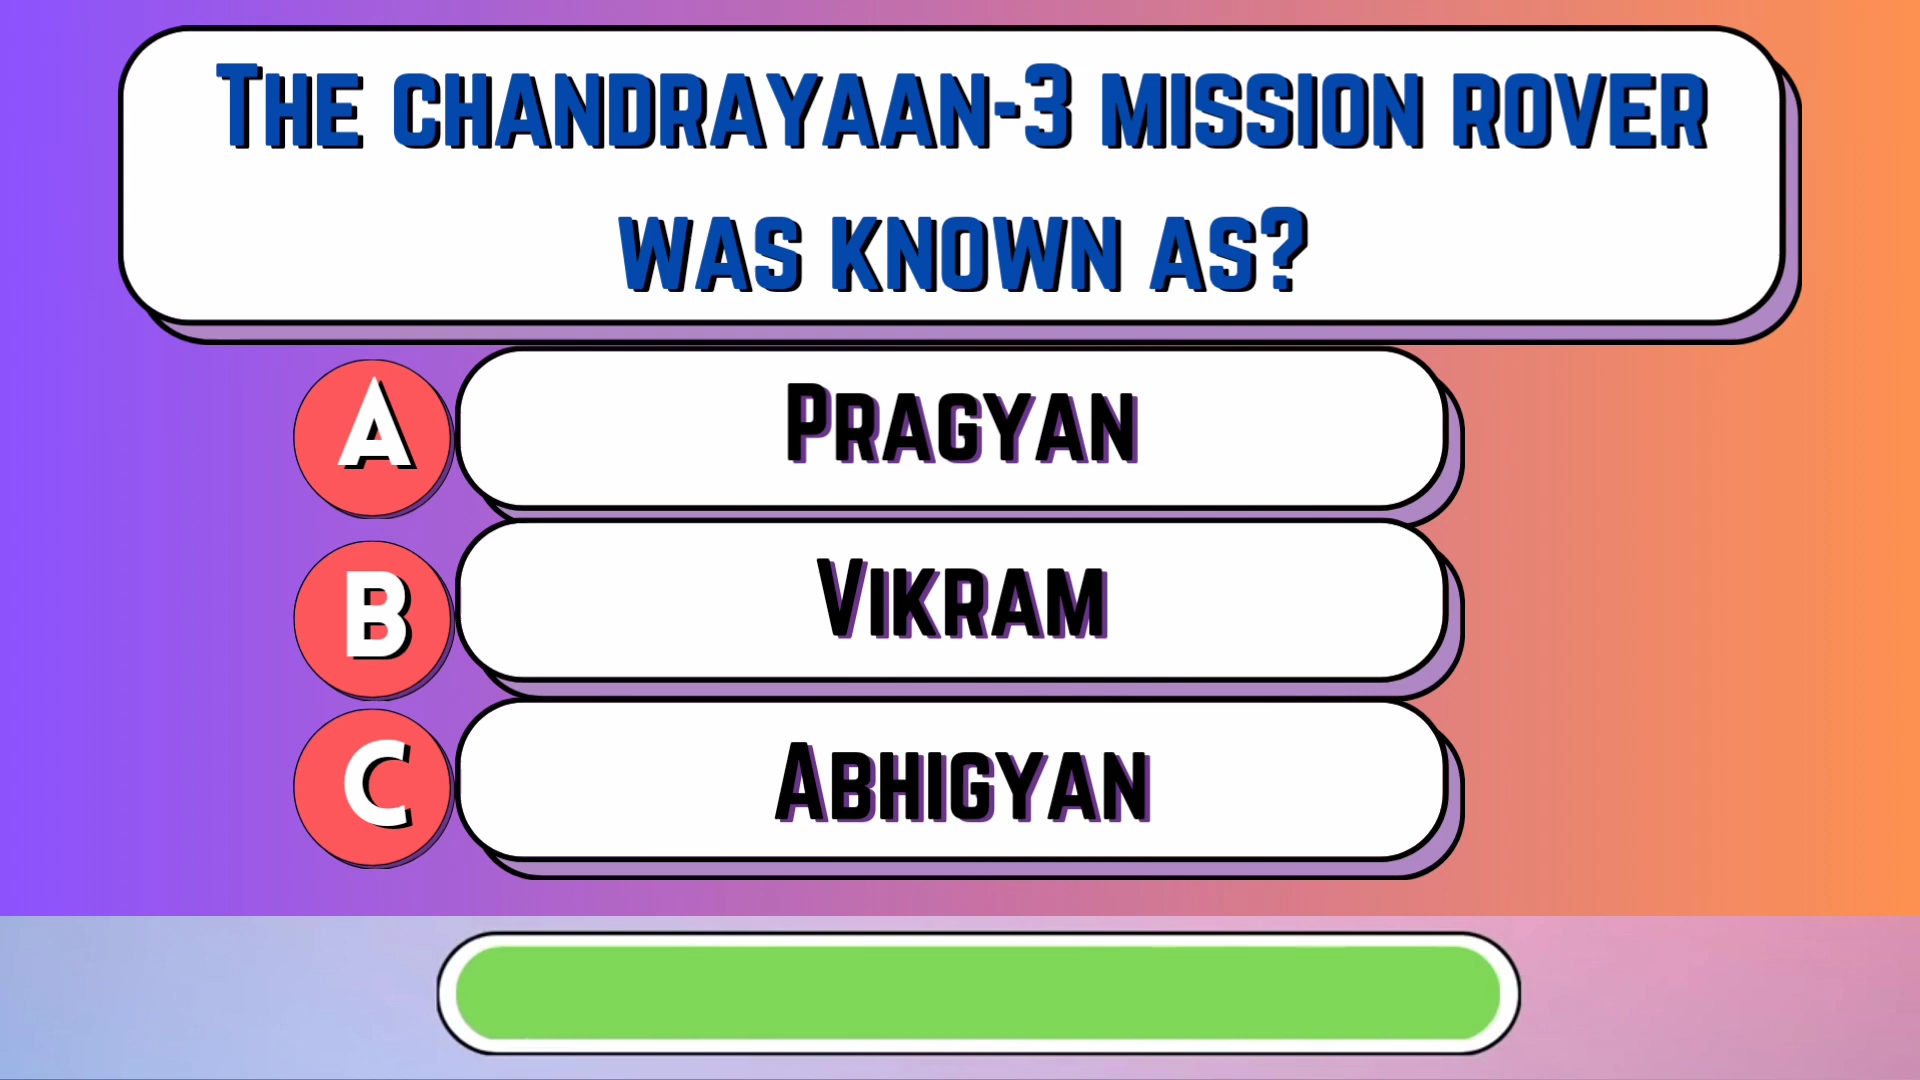 The chandrayaan-3 mission rover
was known as?
A Pragyan
B Vikram
C Abhigyan